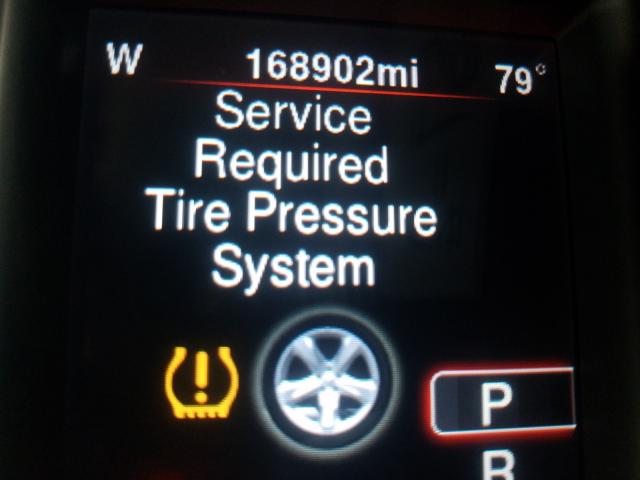 W 168902mi 79°
Service
Required
Tire Pressure
System
!
P
R